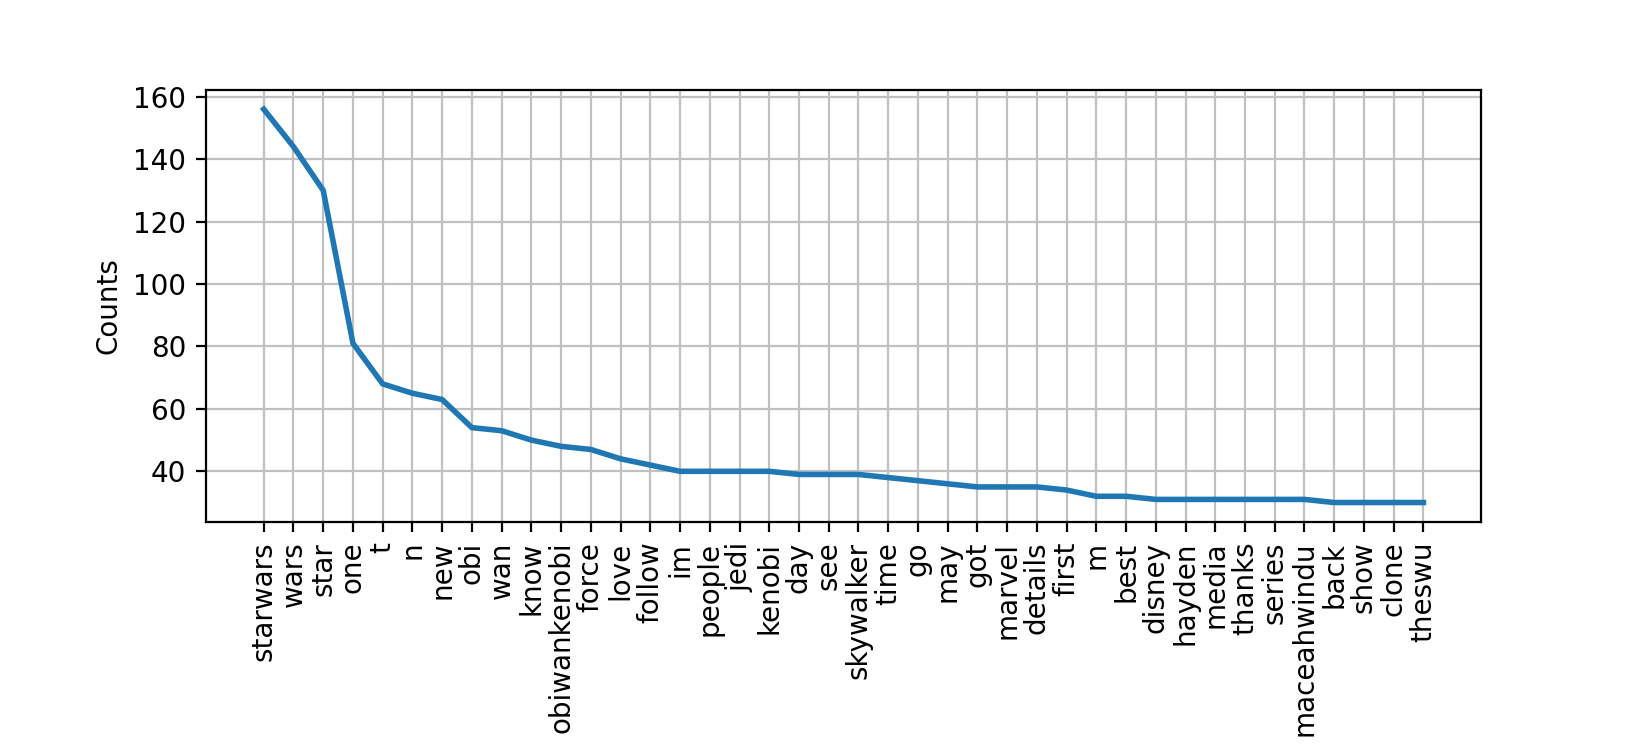 160
140
120
100
80
60
40
Counts
starwars
wars
star
one
t
n
new
obi
wan
know
obiwankenobi
force
love
follow
im
people
jedi
kenobi
day
see
skywalker
time
go
may
got
marvel
details
first
m
best
disney
hayden
media
thanks
series
maceahwindu
back
show
clone
theswu